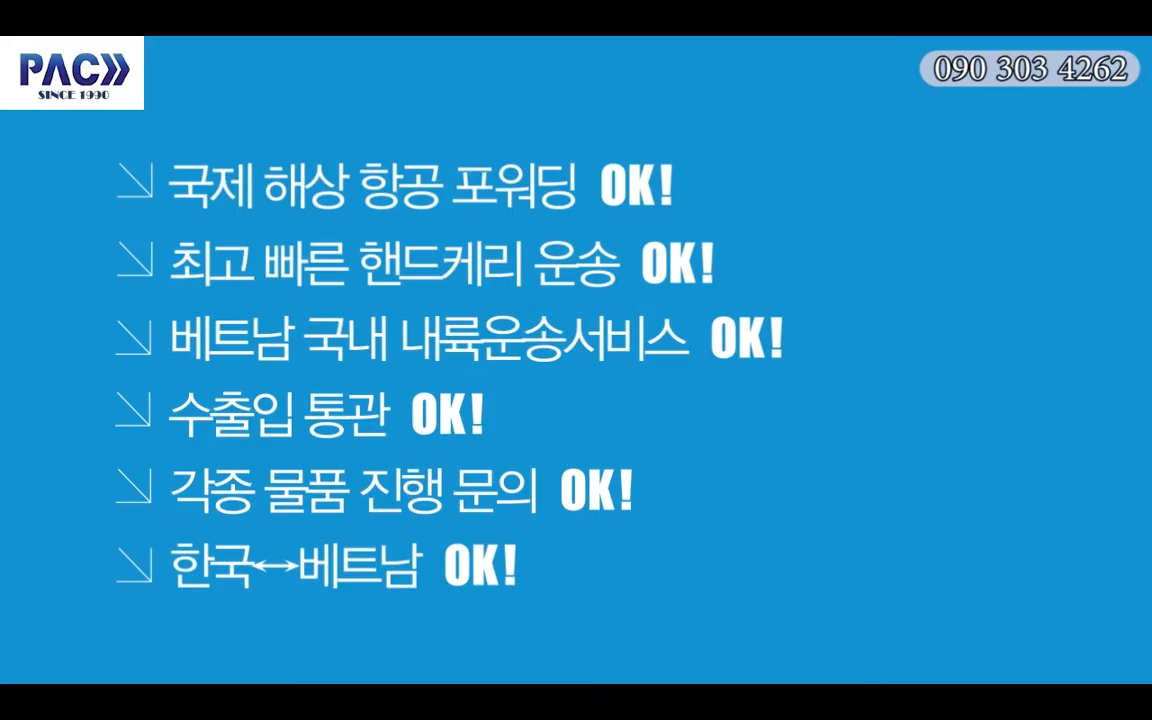 PAC
SINCE 1990
090 303 4262
국제 해상 항공 포워딩 OK!
최고 빠른 핸드케리 운송 OK!
베트남 국내 내륙운송서비스 OK!
수출입 통관 OK!
각종 물품 진행 문의 OK!
한국↔베트남 OK!